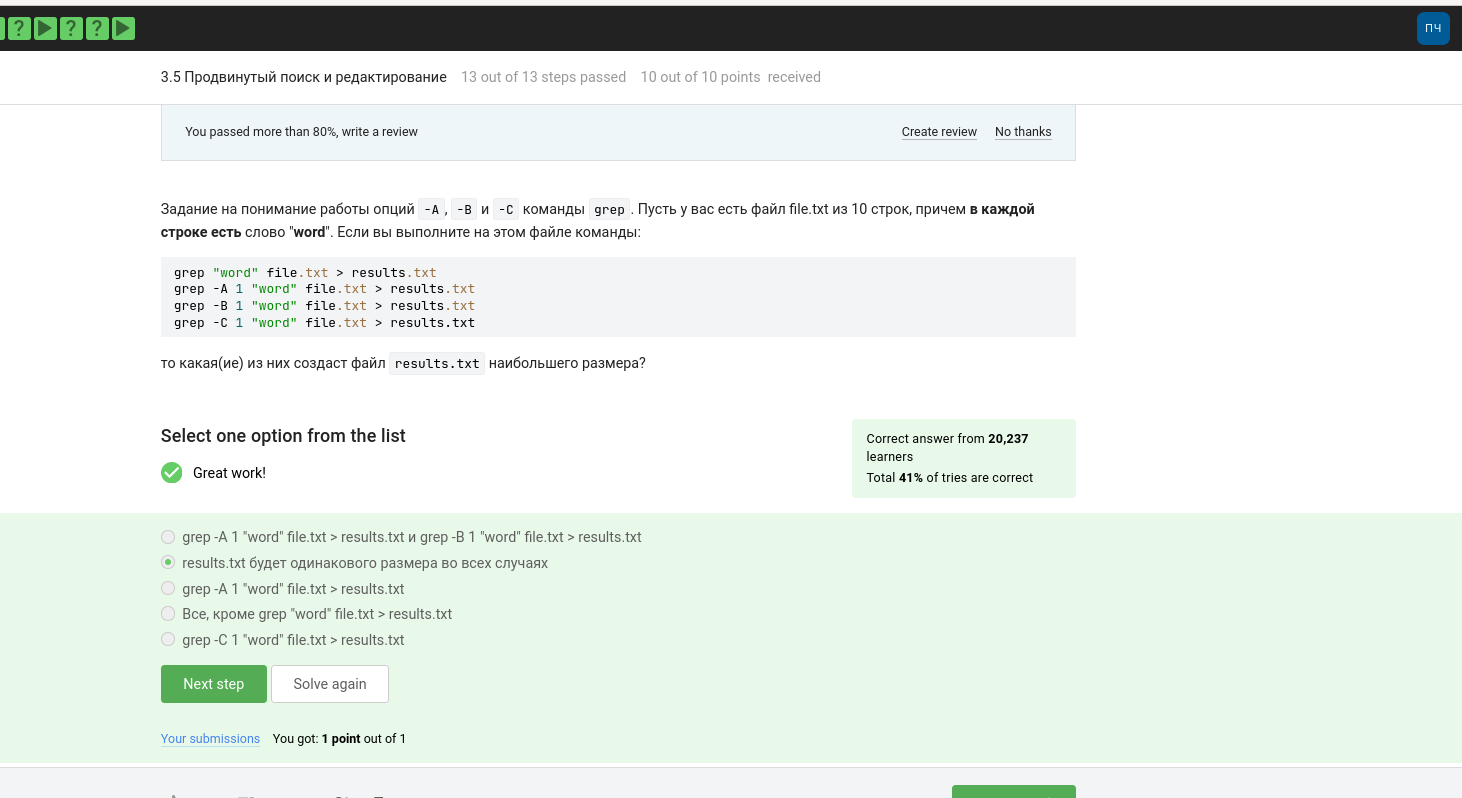 ? ? ?
ПЧ
3.5 Продвинутый поиск и редактирование 13 out of 13 steps passed 10 out of 10 points received
You passed more than 80%, write a review Create review No thanks
Задание на понимание работы опций -A, -B и -C команды grep. Пусть у вас есть файл file.txt из 10 строк, причем в каждой
строке есть слово "word". Если вы выполните на этом файле команды:
grep "word" file.txt > results.txt
grep -A 1 "word" file.txt > results.txt
grep -B 1 "word" file.txt > results.txt
grep -C 1 "word" file.txt > results.txt
то какая(ие) из них создаст файл results.txt наибольшего размера?
Select one option from the list
Great work!
Correct answer from 20,237
learners
Total 41% of tries are correct
grep -A 1 "word" file.txt > results.txt и grep -B 1 "word" file.txt > results.txt
results.txt будет одинакового размера во всех случаях
grep -A 1 "word" file.txt > results.txt
Все, кроме grep "word" file.txt > results.txt
grep -C 1 "word" file.txt > results.txt
Next step Solve again
Your submissions You got: 1 point out of 1